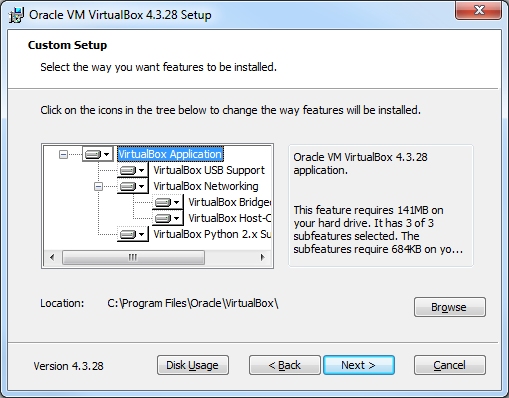 Oracle VM VirtualBox 4.3.28 Setup
Custom Setup
Select the way you want features to be installed.
Click on the icons in the tree below to change the way features will be installed.
VirtualBox Application
VirtualBox USB Support
VirtualBox Networking
VirtualBox Bridged
VirtualBox Host-O
VirtualBox Python 2.x Su
Oracle VM VirtualBox 4.3.28
application.
This feature requires 141MB on
your hard drive. It has 3 of 3
subfeatures selected. The
subfeatures require 684KB on yo...
Location: C:\Program Files\Oracle\VirtualBox\
Browse
Version 4.3.28 Disk Usage < Back Next > Cancel